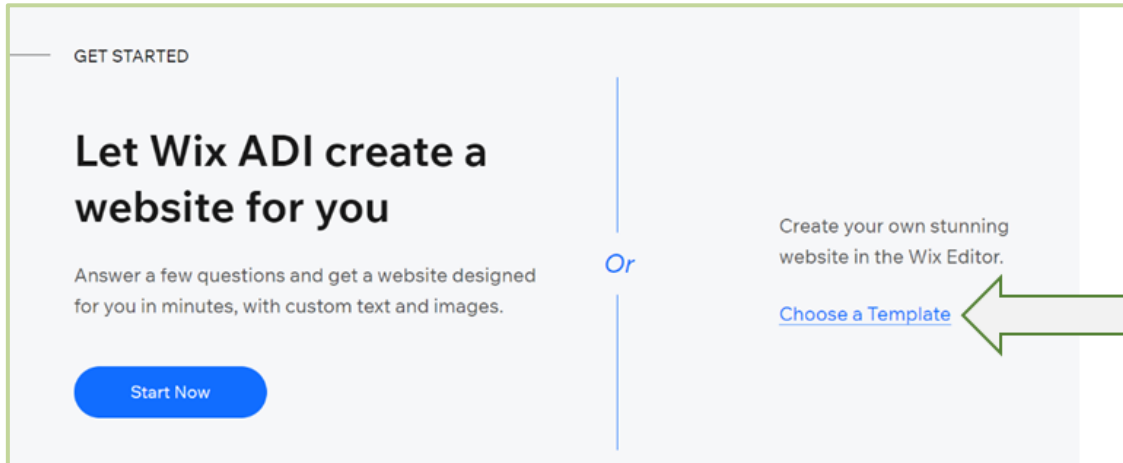 GET STARTED
Let Wix ADI create a
website for you
Answer a few questions and get a website designed
for you in minutes, with custom text and images.
Start Now
Or
Create your own stunning
website in the Wix Editor.
Choose a Template